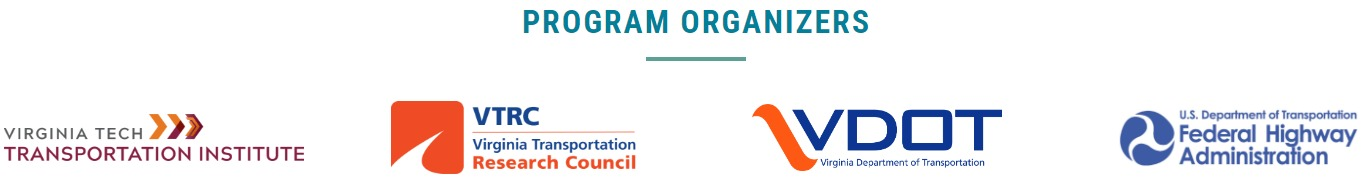 PROGRAM ORGANIZERS
VIRGINIA TECH
TRANSPORTATION INSTITUTE
VTRC
Virginia Transportation
Research Council
VDOT
Virginia Department of Transportation
U.S. Department of Transportation
Federal Highway
Administration